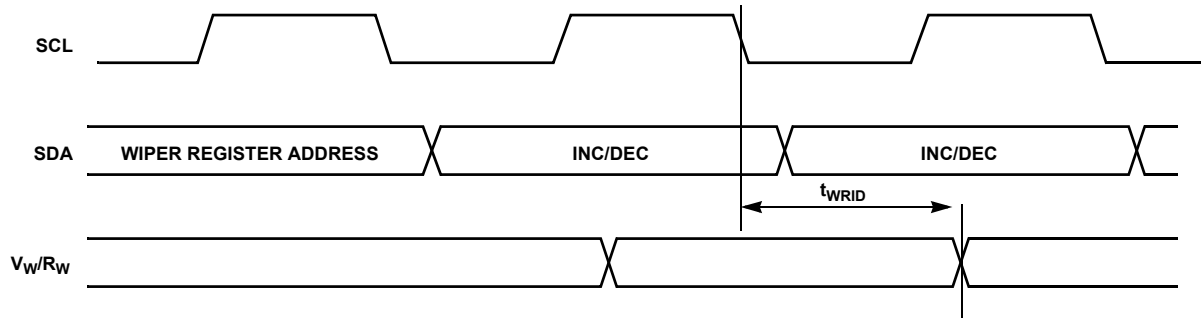 SCL
SDA
WIPER REGISTER ADDRESS
INC/DEC
INC/DEC
tWRID
VW/RW